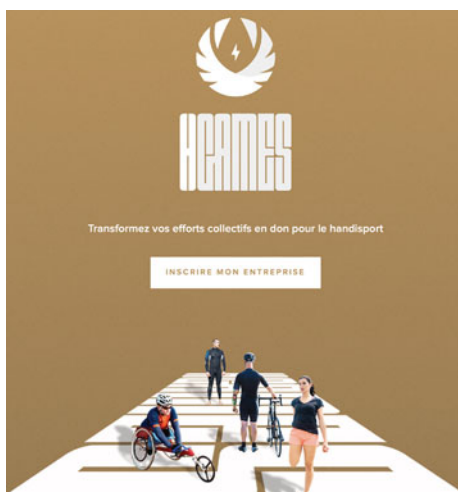 HGAMES
Transformez vos efforts collectifs en don pour le handisport
INSCRIRE MON ENTREPRISE